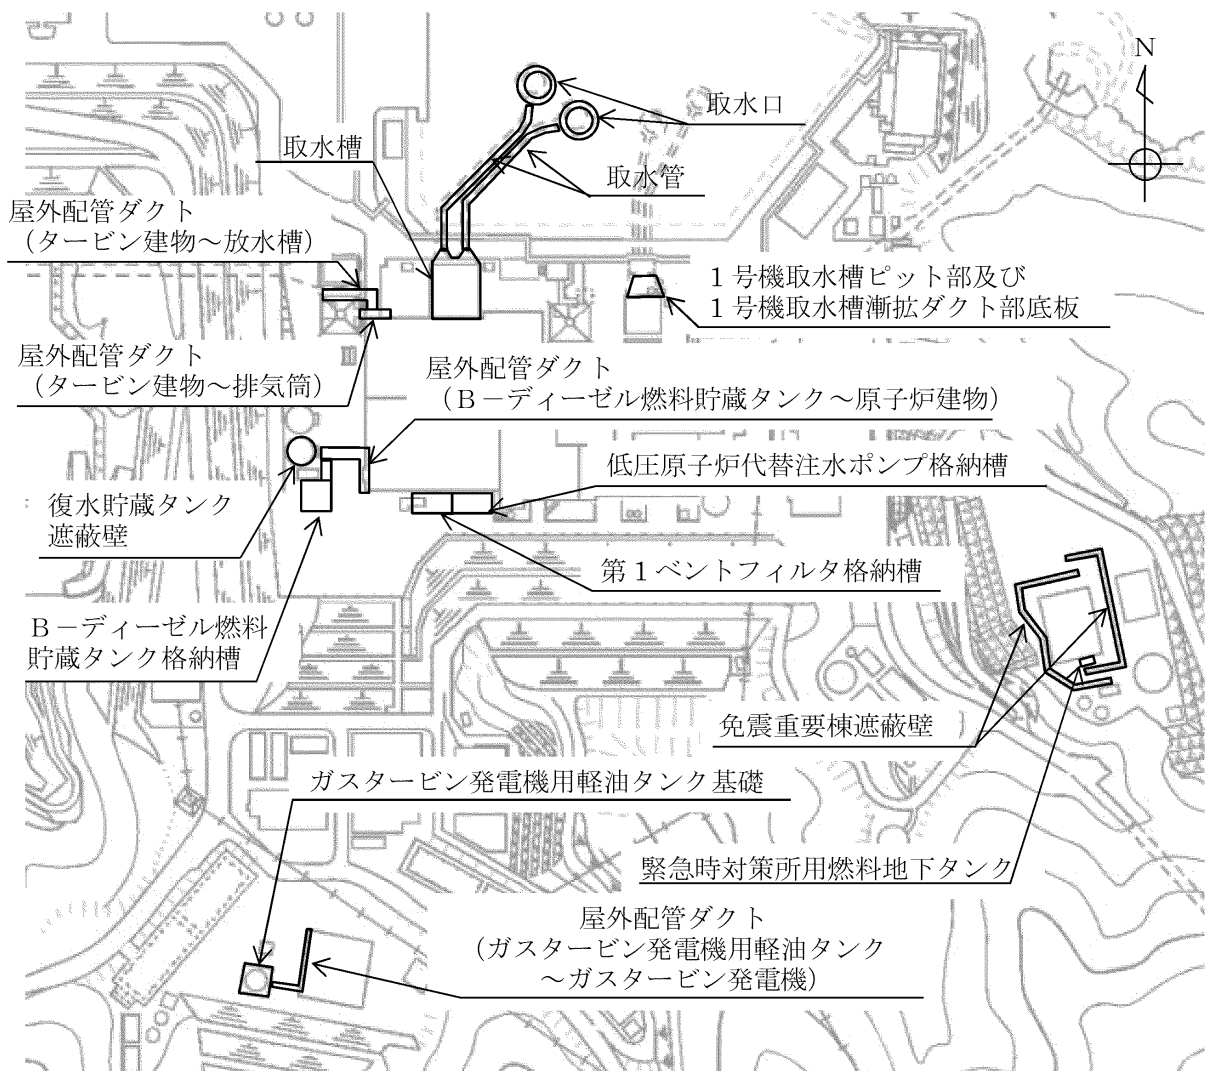 N
取水口
取水槽
取水管
屋外配管ダクト
（タービン建物～放水槽）
１号機取水槽ピット部及び
１号機取水槽漸拡ダクト部底板
屋外配管ダクト
（タービン建物～排気筒）
屋外配管ダクト
（Ｂ－ディーゼル燃料貯蔵タンク～原子炉建物）
低圧原子炉代替注水ポンプ格納槽
復水貯蔵タンク
遮蔽壁
第１ベントフィルタ格納槽
Ｂ－ディーゼル燃料
貯蔵タンク格納槽
免震重要棟遮蔽壁
ガスタービン発電機用軽油タンク基礎
緊急時対策所用燃料地下タンク
屋外配管ダクト
（ガスタービン発電機用軽油タンク
～ガスタービン発電機）